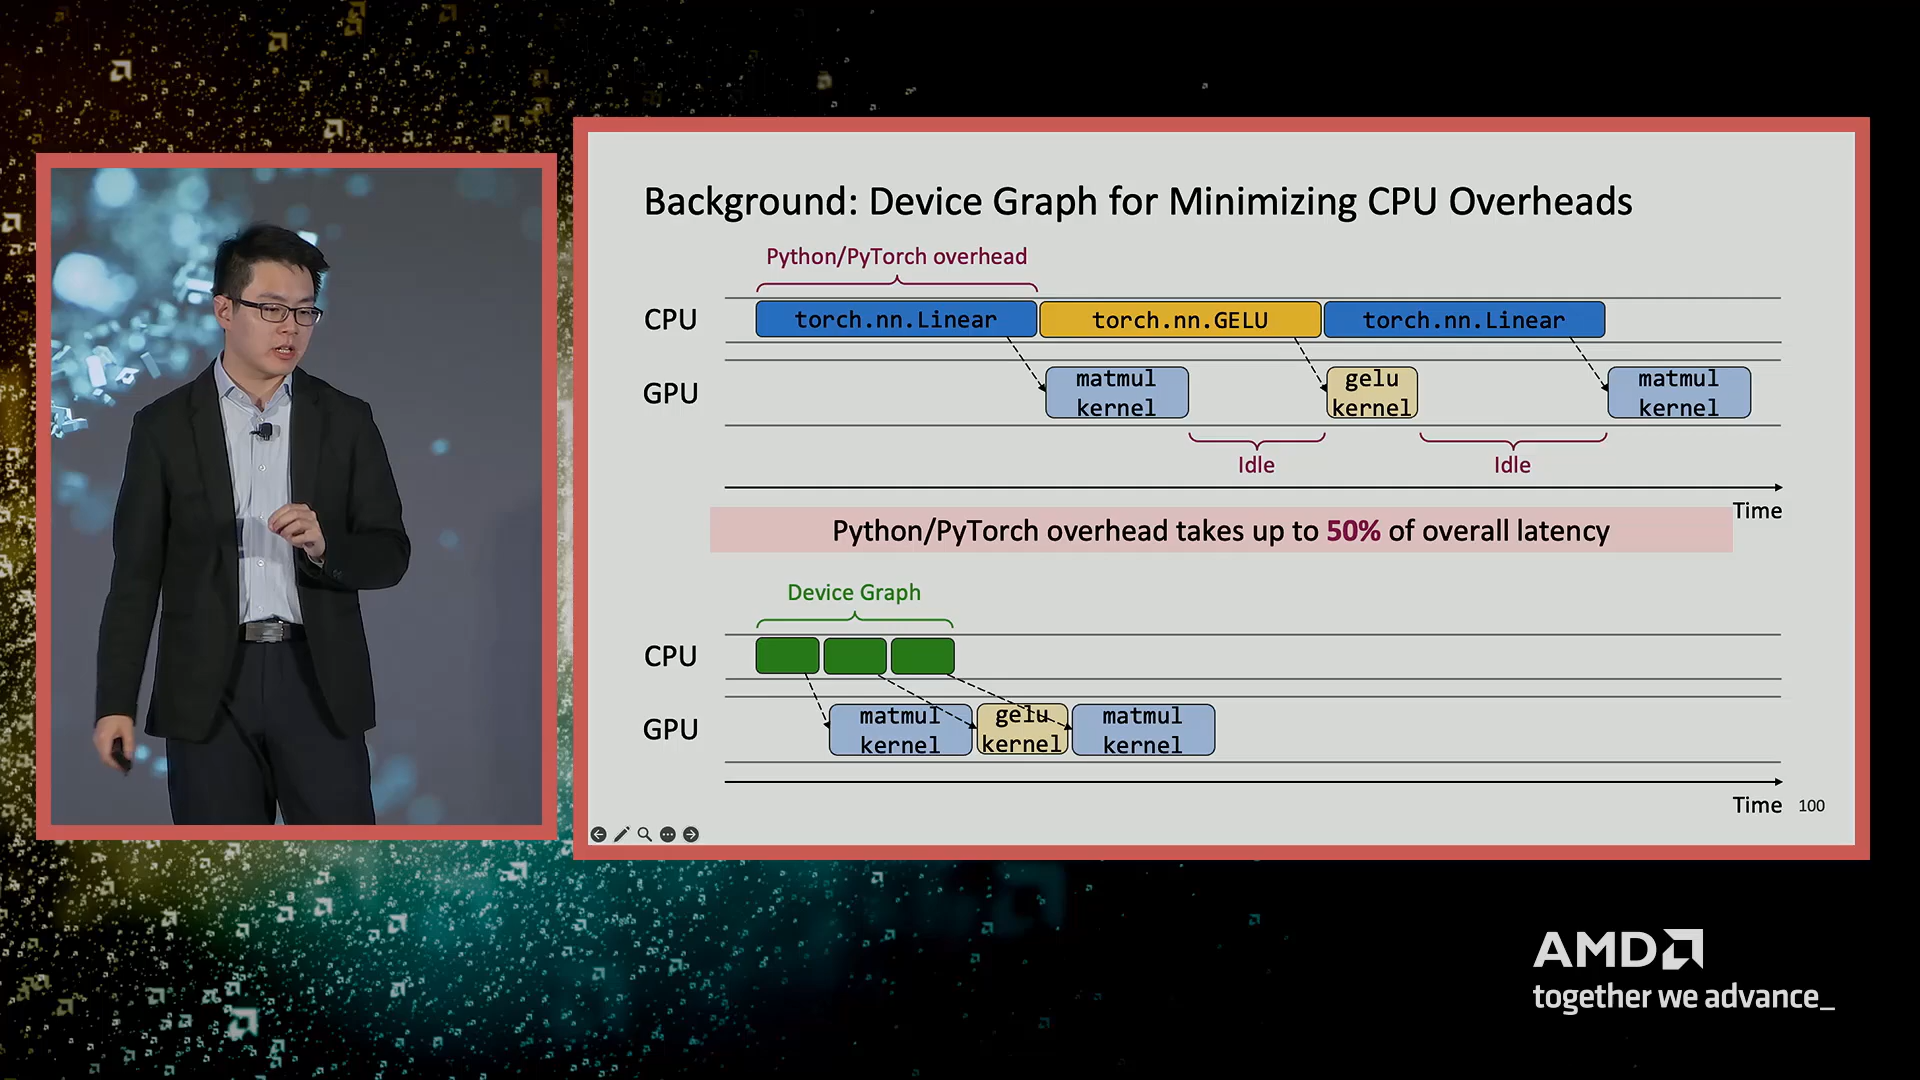 Background: Device Graph for Minimizing CPU Overheads
Python/PyTorch overhead
CPU
torch.nn.Linear
torch.nn.GELU
torch.nn.Linear
GPU
matmul
kernel
gelu
kernel
matmul
kernel
Idle
Idle
Time
Python/PyTorch overhead takes up to 50% of overall latency
Device Graph
CPU
GPU
matmul
kernel
gelu
kernel
matmul
kernel
Time
100
AMD
together we advance_